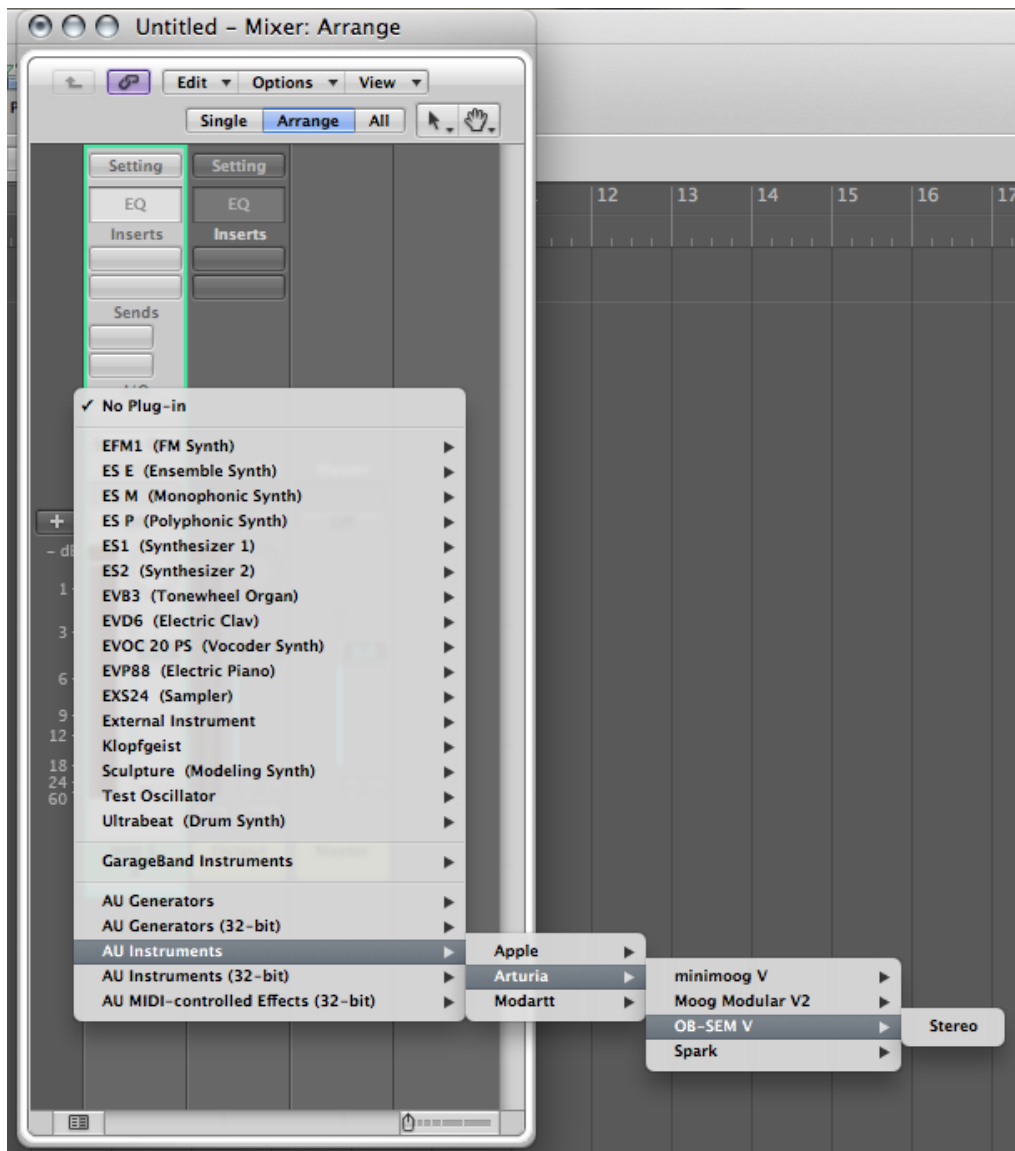 Untitled – Mixer: Arrange
Edit Options View
Single Arrange All
Setting Setting
EQ EQ
Inserts Inserts
Sends
12 13 14 15 16 17
✓ No Plug-in
EFM1 (FM Synth)
ES E (Ensemble Synth)
ES M (Monophonic Synth)
ES P (Polyphonic Synth)
ES1 (Synthesizer 1)
ES2 (Synthesizer 2)
EVB3 (Tonewheel Organ)
EVD6 (Electric Clav)
EVOC 20 PS (Vocoder Synth)
EVP88 (Electric Piano)
EXS24 (Sampler)
External Instrument
Klopfgeist
Sculpture (Modeling Synth)
Test Oscillator
Ultrabeat (Drum Synth)
GarageBand Instruments
AU Generators
AU Generators (32-bit)
AU Instruments
AU Instruments (32-bit)
AU MIDI-controlled Effects (32-bit)
Apple
Arturia
Modartt
minimoog V
Moog Modular V2
OB-SEM V
Spark
Stereo
+
1
3
6
9
12
18
24
60